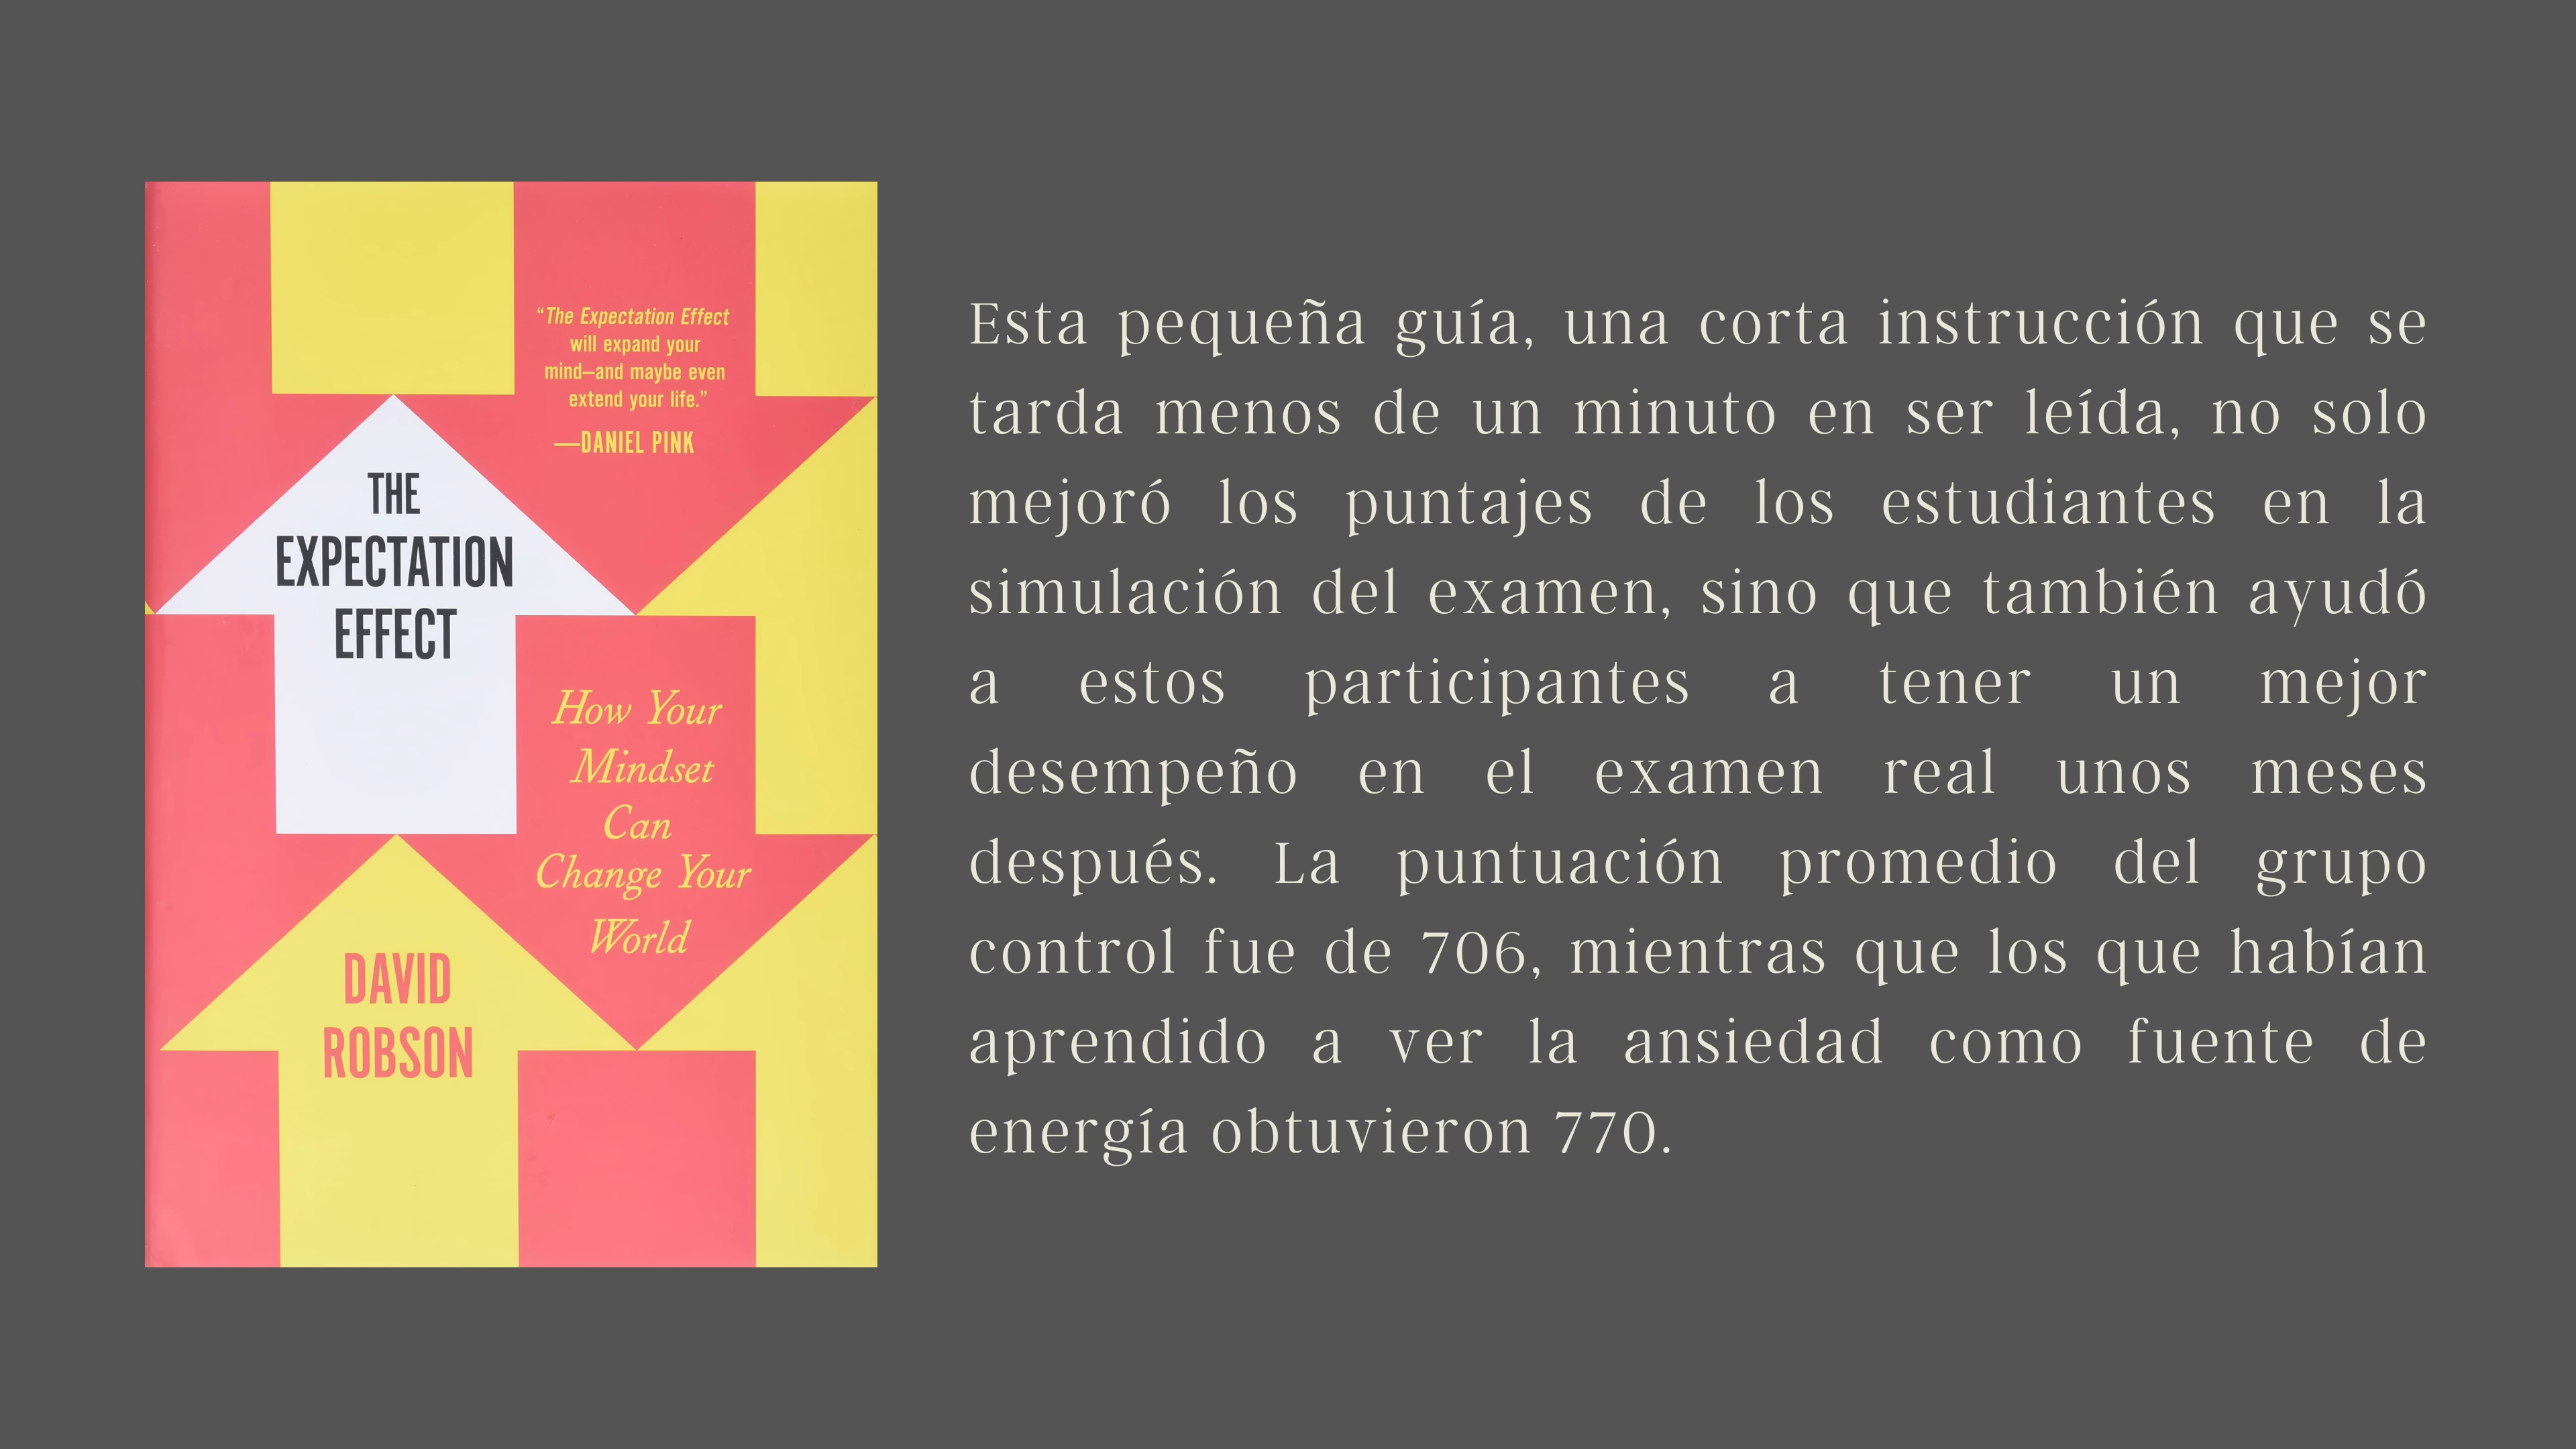 “The Expectation Effect
will expand your
mind—and maybe even
extend your life.”
—DANIEL PINK
THE
EXPECTATION
EFFECT
How Your
Mindset
Can
Change Your
World
DAVID
ROBSON
Esta pequeña guía, una corta instrucción que se
tarda menos de un minuto en ser leída, no solo
mejoró los puntajes de los estudiantes en la
simulación del examen, sino que también ayudó
a estos participantes a tener un mejor
desempeño en el examen real unos meses
después. La puntuación promedio del grupo
control fue de 706, mientras que los que habían
aprendido a ver la ansiedad como fuente de
energía obtuvieron 770.